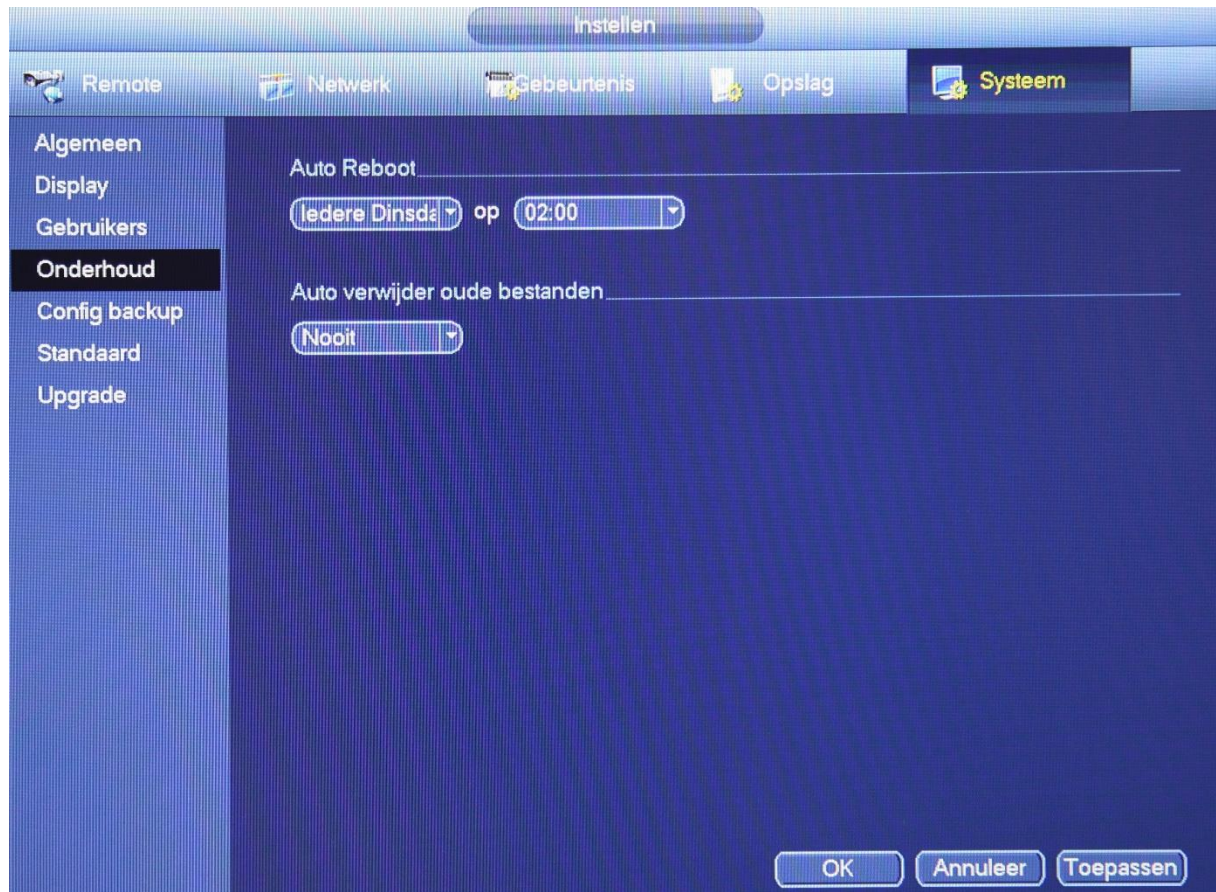 Instellen
Remote Netwerk Gebeurtenis Opslag Systeem
Algemeen
Display
Gebruikers
Onderhoud
Config backup
Standaard
Upgrade
Auto Reboot
Iedere Dinsda op 02:00
Auto verwijder oude bestanden
Nooit
OK Annuleer Toepassen